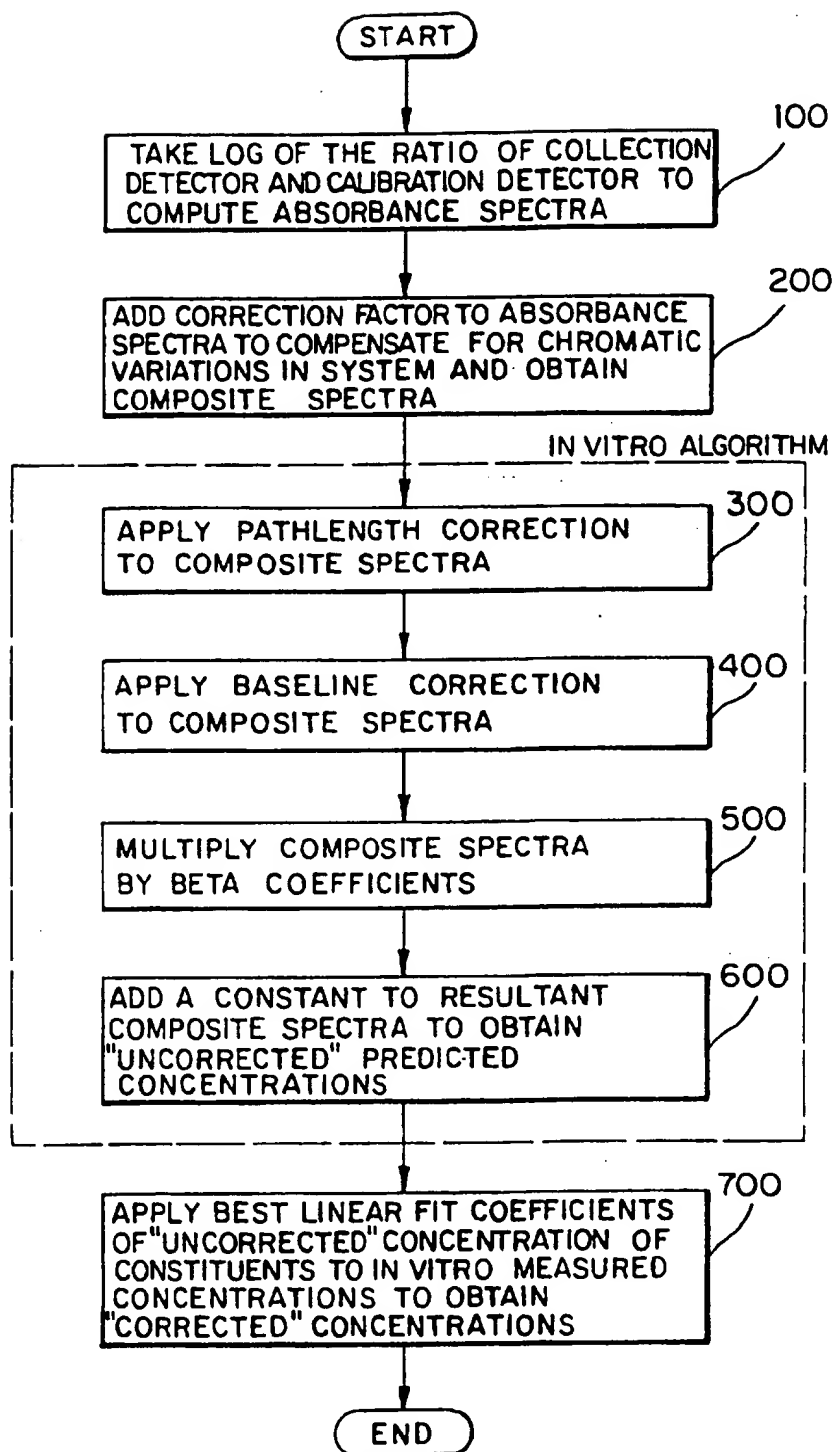 START
100
TAKE LOG OF THE RATIO OF COLLECTION
DETECTOR AND CALIBRATION DETECTOR TO
COMPUTE ABSORBANCE SPECTRA
200
ADD CORRECTION FACTOR TO ABSORBANCE
SPECTRA TO COMPENSATE FOR CHROMATIC
VARIATIONS IN SYSTEM AND OBTAIN
COMPOSITE SPECTRA
IN VITRO ALGORITHM
300
APPLY PATHLENGTH CORRECTION
TO COMPOSITE SPECTRA
400
APPLY BASELINE CORRECTION
TO COMPOSITE SPECTRA
500
MULTIPLY COMPOSITE SPECTRA
BY BETA COEFFICIENTS
600
ADD A CONSTANT TO RESULTANT
COMPOSITE SPECTRA TO OBTAIN
"UNCORRECTED" PREDICTED
CONCENTRATIONS
700
APPLY BEST LINEAR FIT COEFFICIENTS
OF "UNCORRECTED" CONCENTRATION OF
CONSTITUENTS TO IN VITRO MEASURED
CONCENTRATIONS TO OBTAIN
"CORRECTED" CONCENTRATIONS
END